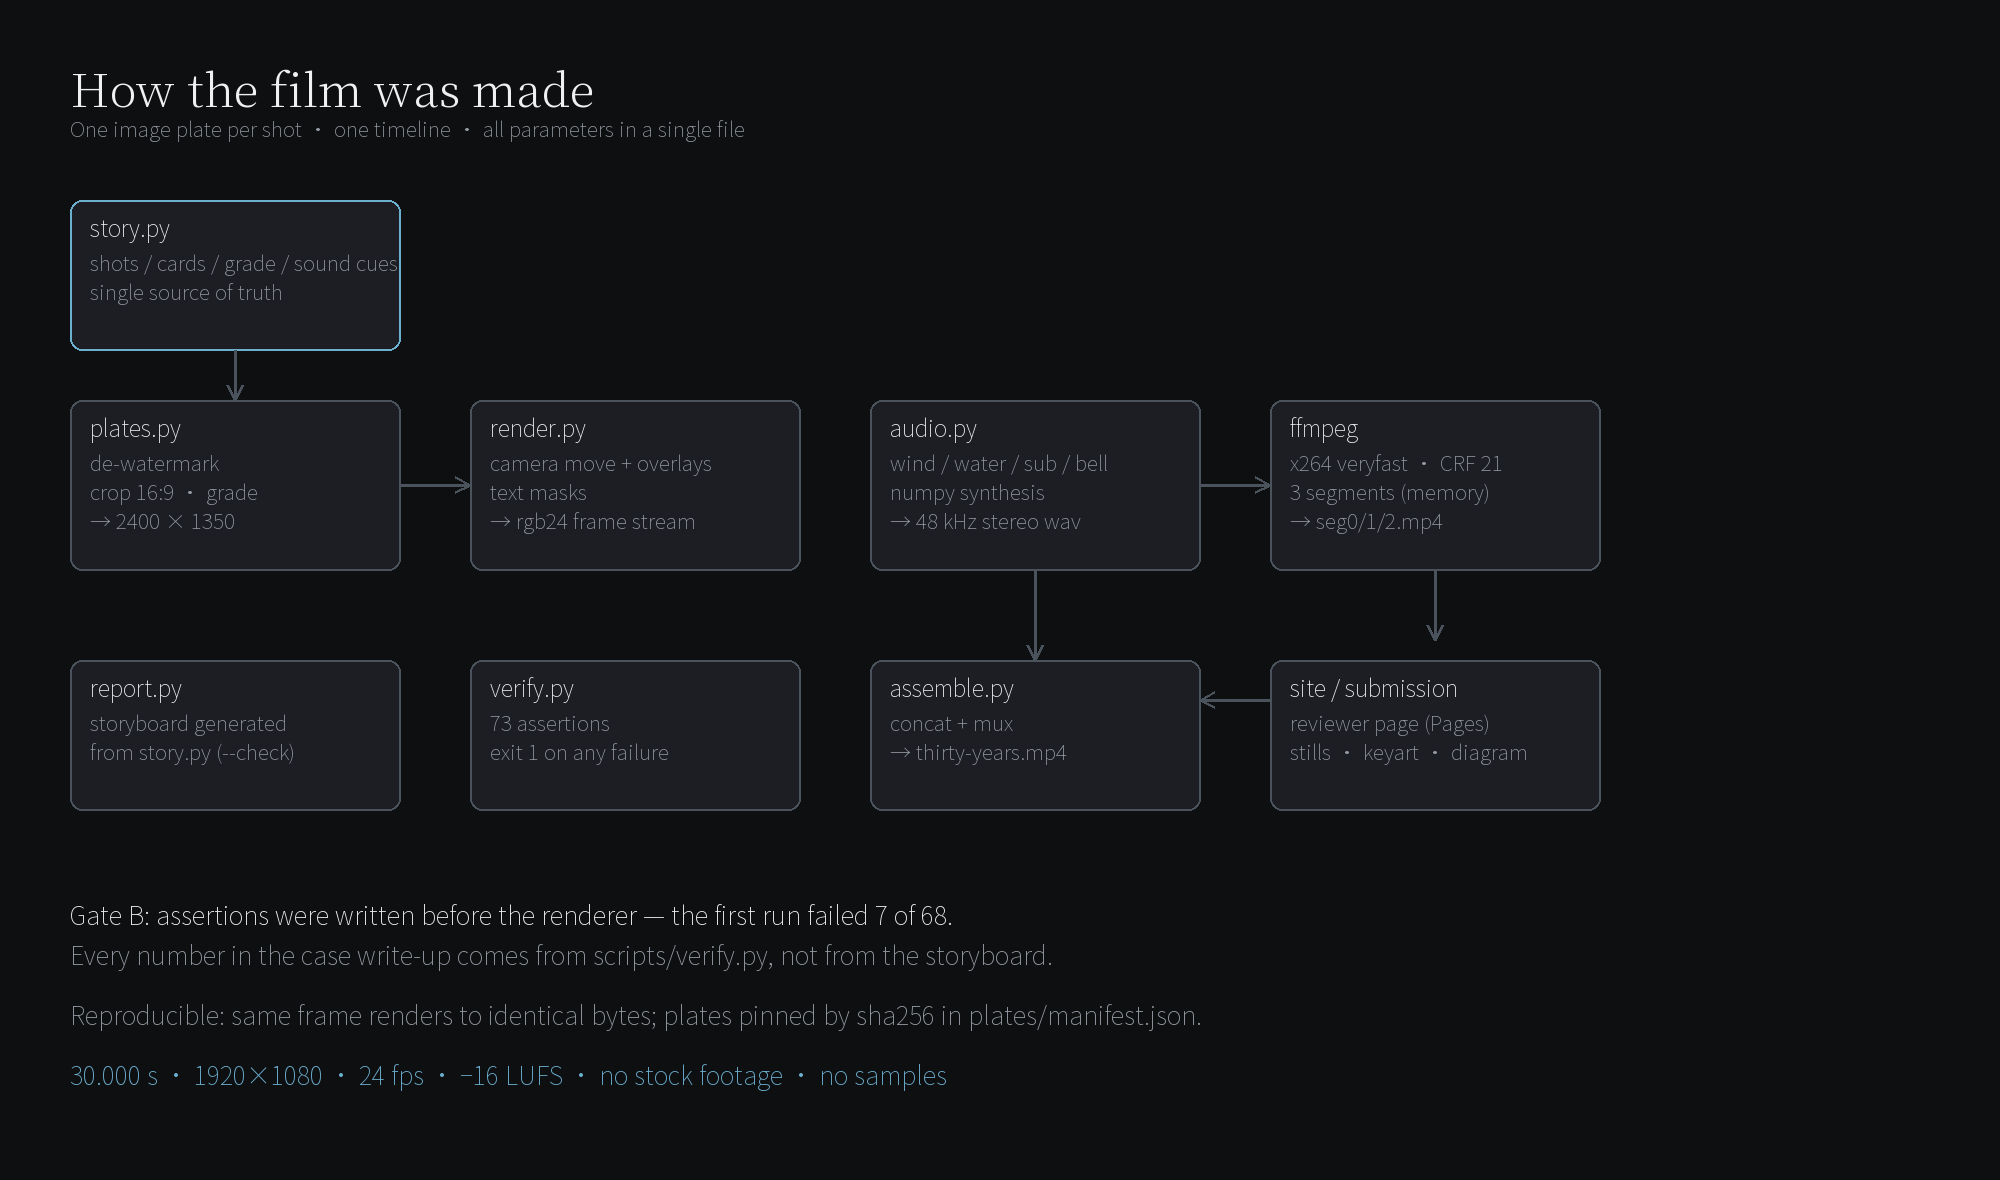 How the film was made
One image plate per shot • one timeline • all parameters in a single file
story.py
shots / cards / grade / sound cues
single source of truth
plates.py
de-watermark
crop 16:9 • grade
→ 2400 × 1350
render.py
camera move + overlays
text masks
→ rgb24 frame stream
audio.py
wind / water / sub / bell
numpy synthesis
→ 48 kHz stereo wav
ffmpeg
x264 veryfast • CRF 21
3 segments (memory)
→ seg0/1/2.mp4
report.py
storyboard generated
from story.py (--check)
verify.py
73 assertions
exit 1 on any failure
assemble.py
concat + mux
→ thirty-years.mp4
site / submission
reviewer page (Pages)
stills • keyart • diagram
Gate B: assertions were written before the renderer — the first run failed 7 of 68.
Every number in the case write-up comes from scripts/verify.py, not from the storyboard.
Reproducible: same frame renders to identical bytes; plates pinned by sha256 in plates/manifest.json.
30.000 s • 1920×1080 • 24 fps • −16 LUFS • no stock footage • no samples